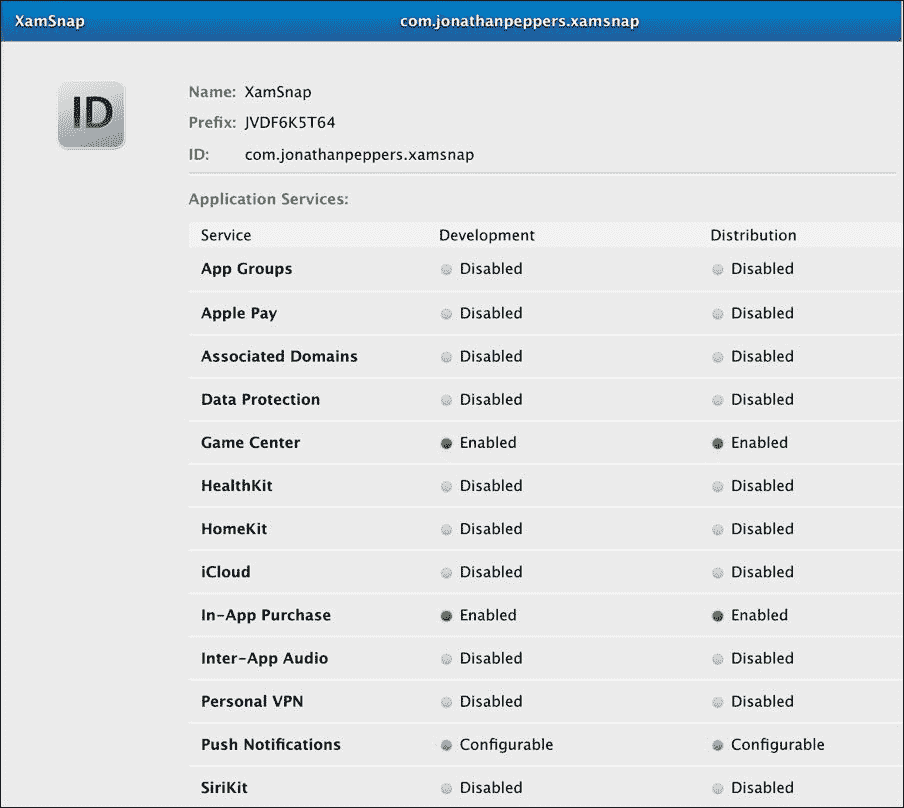 XamSnap com.jonathanpeppers.xamsnap
ID
Name: XamSnap
Prefix: JVDF6K5T64
ID: com.jonathanpeppers.xamsnap
Application Services:
Service Development Distribution
App Groups Disabled Disabled
Apple Pay Disabled Disabled
Associated Domains Disabled Disabled
Data Protection Disabled Disabled
Game Center Enabled Enabled
HealthKit Disabled Disabled
HomeKit Disabled Disabled
iCloud Disabled Disabled
In-App Purchase Enabled Enabled
Inter-App Audio Disabled Disabled
Personal VPN Disabled Disabled
Push Notifications Configurable Configurable
SiriKit Disabled Disabled